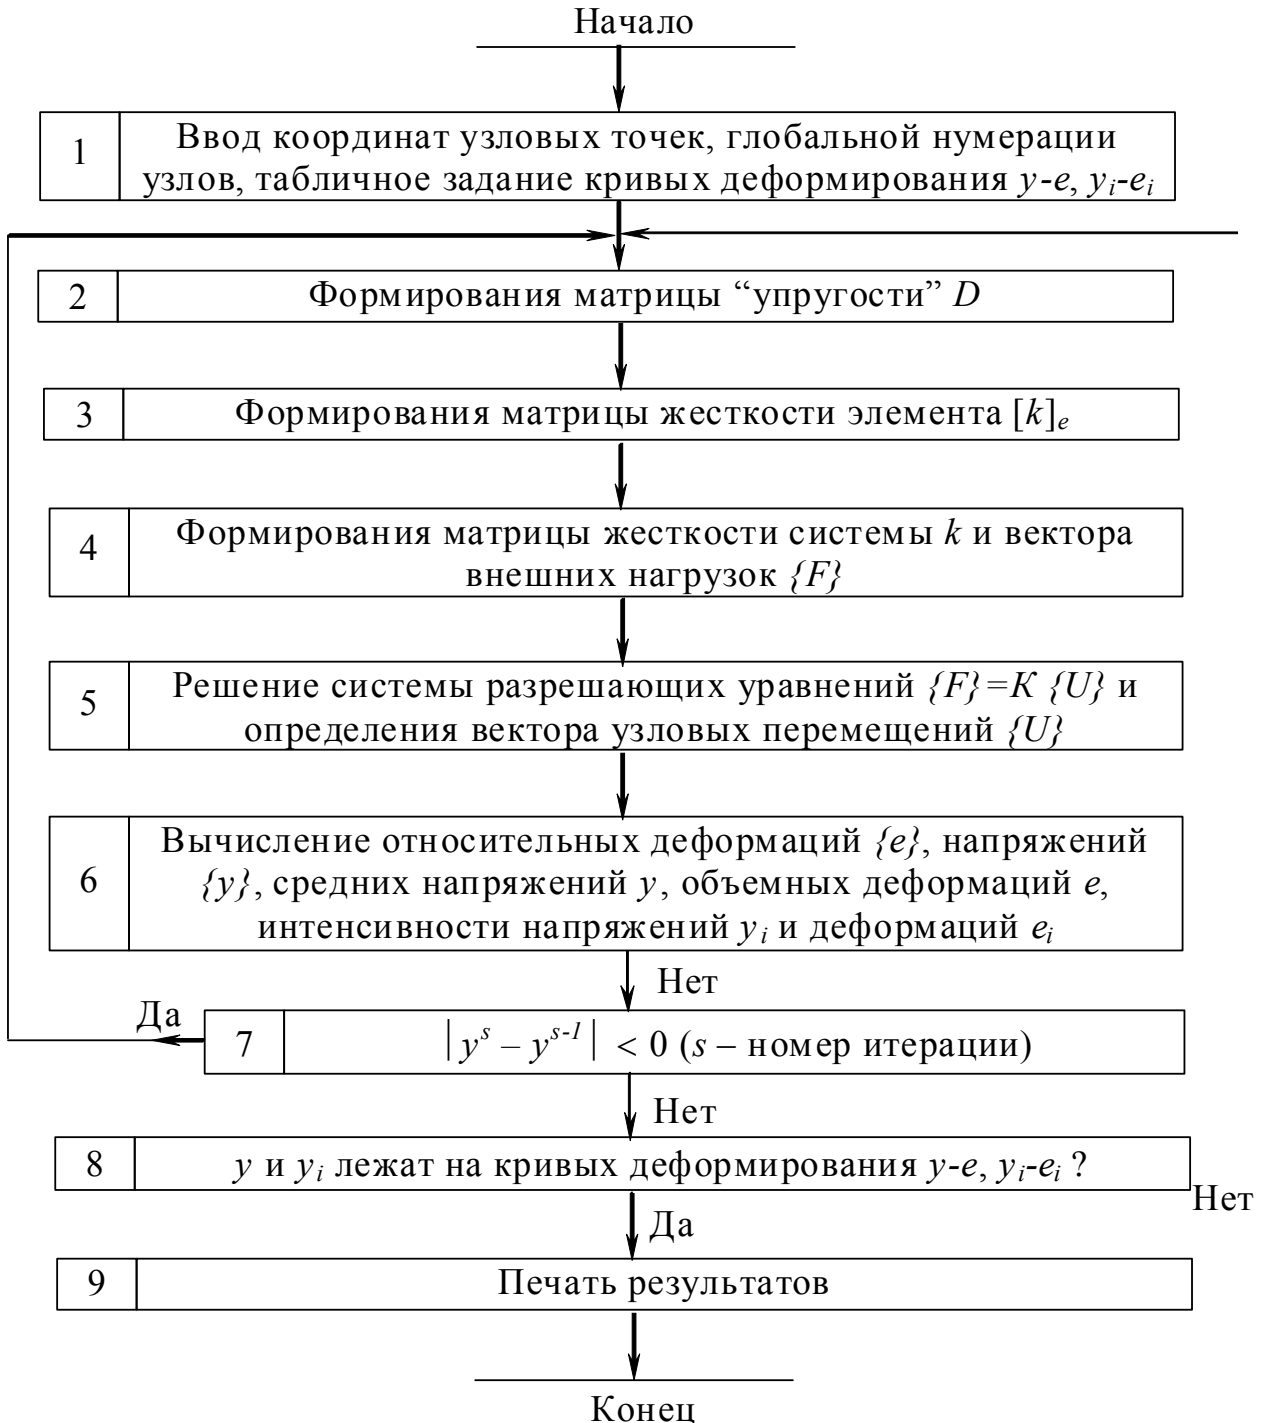 Начало
1 Ввод координат узловых точек, глобальной нумерации
узлов, табличное задание кривых деформирования y-e, yᵢ-eᵢ
2 Формирования матрицы “упругости” D
3 Формирования матрицы жесткости элемента [k]ₑ
4 Формирования матрицы жесткости системы k и вектора
внешних нагрузок {F}
5 Решение системы разрешающих уравнений {F}=К {U} и
определения вектора узловых перемещений {U}
6 Вычисление относительных деформаций {e}, напряжений
{y}, средних напряжений y, объемных деформаций e,
интенсивности напряжений yᵢ и деформаций eᵢ
Нет
Да
7 |yˢ – yˢ⁻¹| < 0 (s – номер итерации)
Нет
8 y и yᵢ лежат на кривых деформирования y-e, yᵢ-eᵢ ?
Нет
Да
9 Печать результатов
Конец